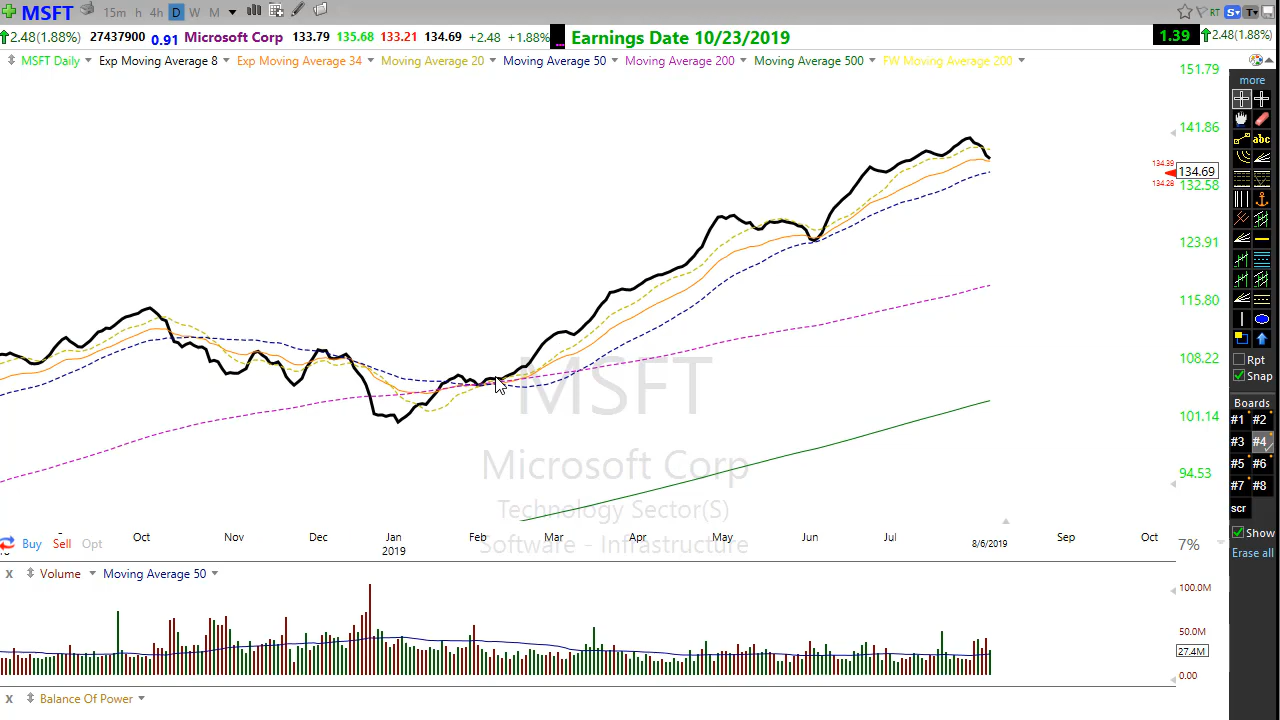 MSFT 15m h 4h D W M RT S T
2.48(1.88%) 27437900 0.91 Microsoft Corp 133.79 135.68 133.21 134.69 +2.48 +1.88% Earnings Date 10/23/2019 1.39 2.48(1.88%)
MSFT Daily Exp Moving Average 8 Exp Moving Average 34 Moving Average 20 Moving Average 50 Moving Average 200 Moving Average 500 FW Moving Average 200
151.79
more
141.86
abc
134.39
134.69
134.28
132.58
123.91
115.80
108.22
Rpt
Snap
MSFT
Boards
101.14
#1 #2
#3 #4
Microsoft Corp
#5 #6
94.53
#7 #8
Technology Sector(S)
scr
Oct Nov Dec Jan Feb Mar Apr May Jun Jul 8/6/2019 Sep Oct
2019
Show
Buy Sell Opt
Software - Infrastructure
7%
Erase all
x Volume Moving Average 50
100.0M
50.0M
27.4M
0.00
x Balance Of Power